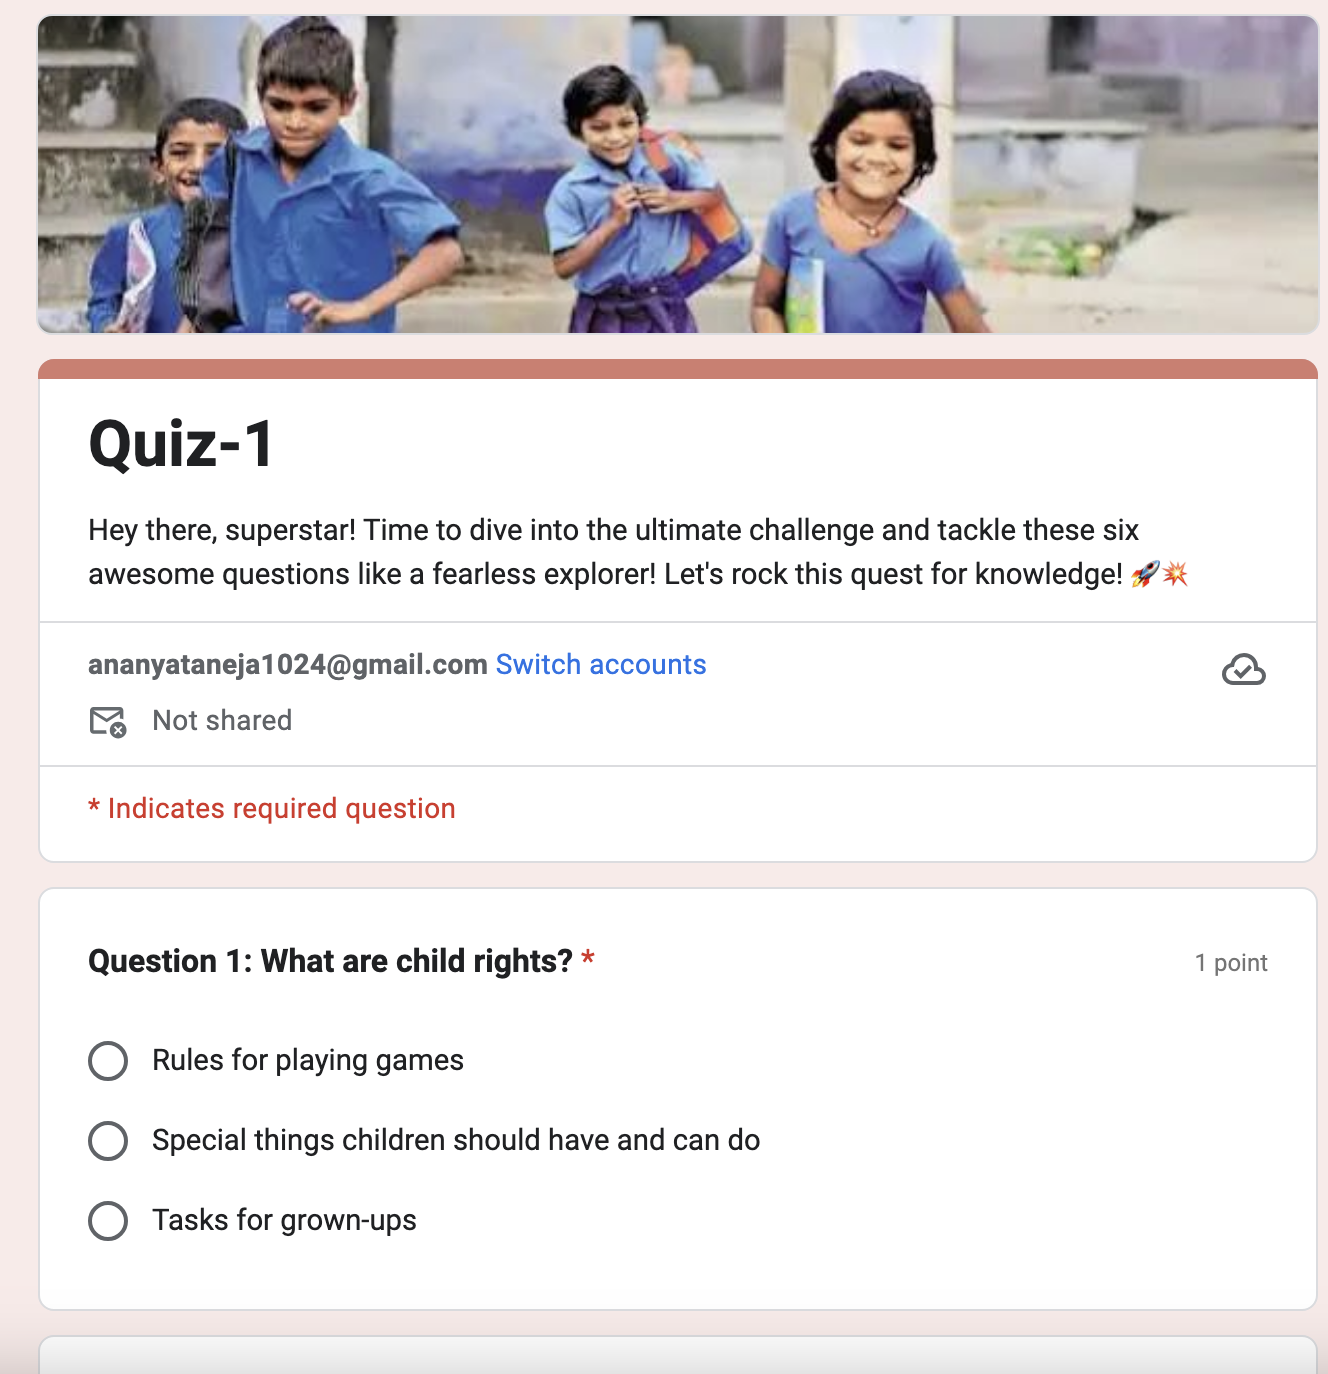 Quiz-1
Hey there, superstar! Time to dive into the ultimate challenge and tackle these six
awesome questions like a fearless explorer! Let's rock this quest for knowledge! 🚀💥
ananyataneja1024@gmail.com Switch accounts
Not shared
* Indicates required question
Question 1: What are child rights? *
1 point
Rules for playing games
Special things children should have and can do
Tasks for grown-ups